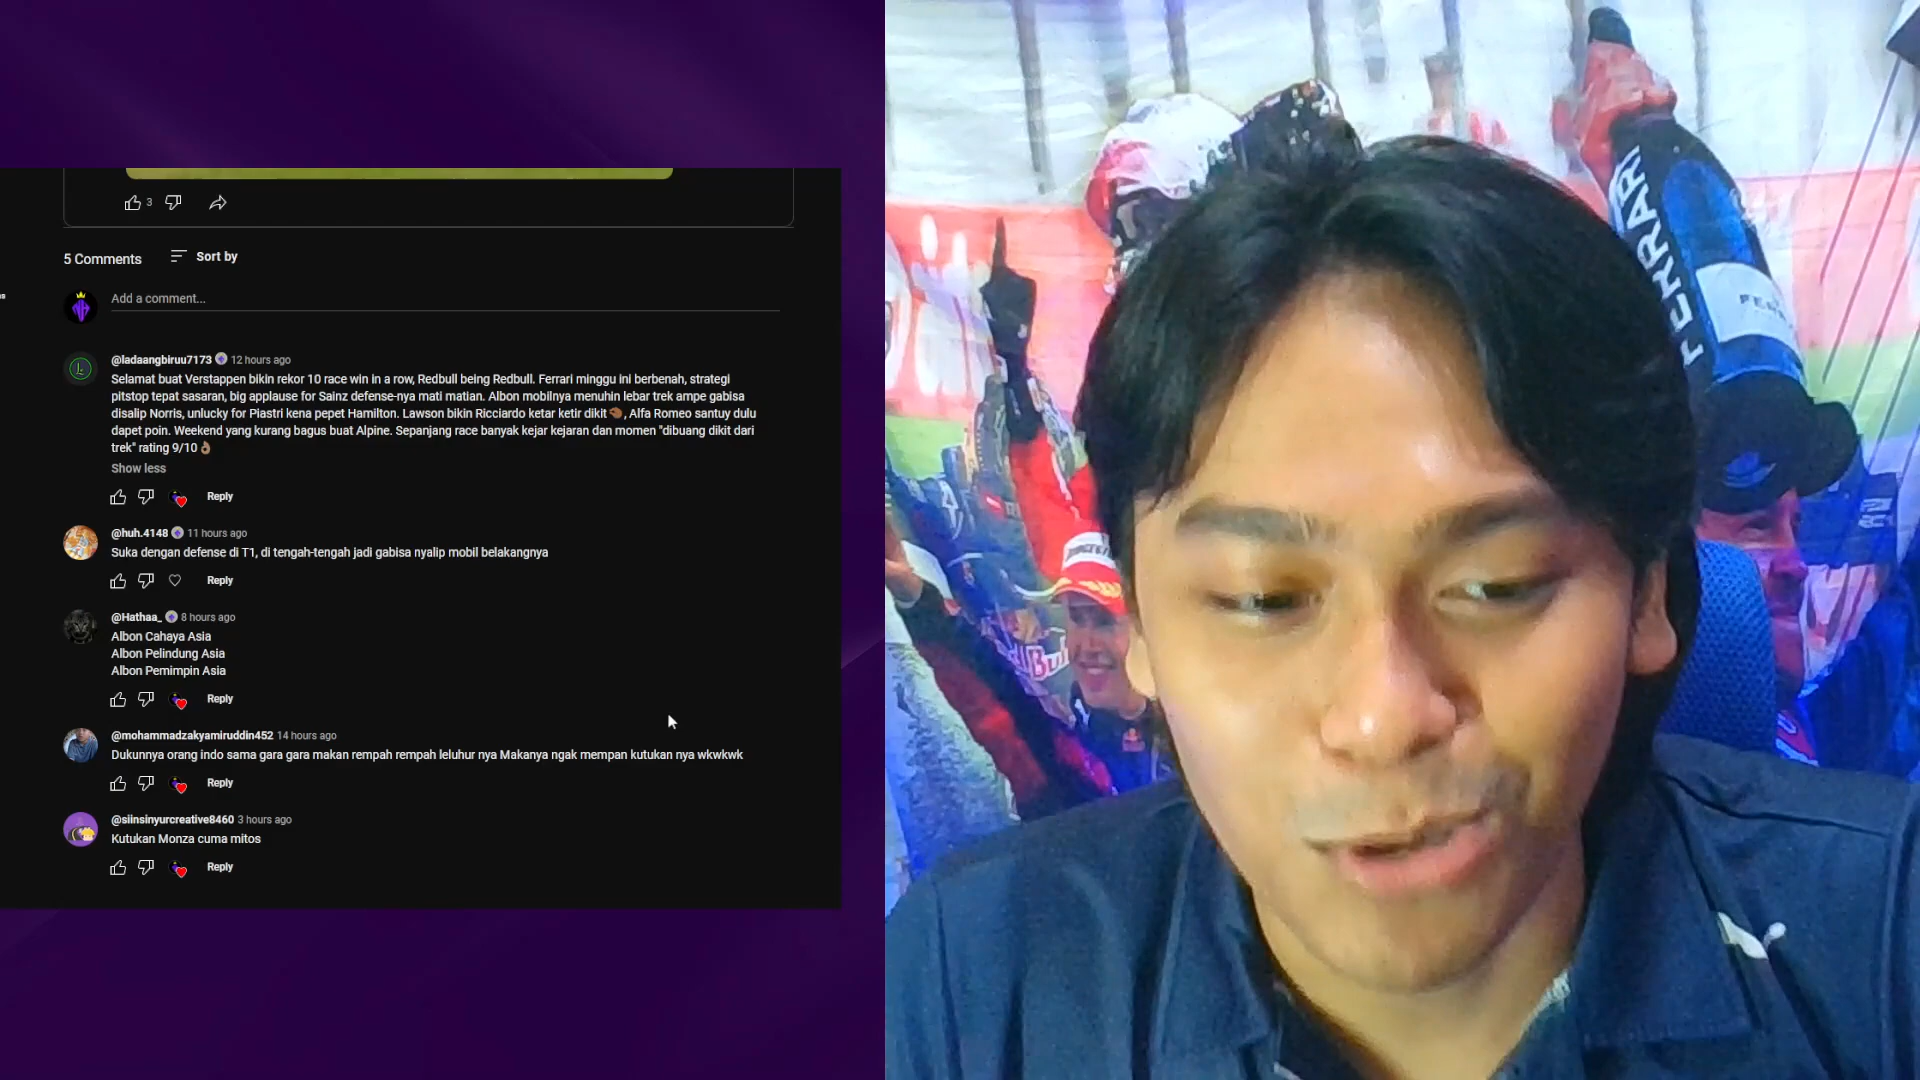 3
5 Comments
Sort by
Add a comment...
@ladaangbiruu7173 12 hours ago
Selamat buat Verstappen bikin rekor 10 race win in a row, Redbull being Redbull. Ferrari minggu ini berbenah, strategi
pitstop tepat sasaran, big applause for Sainz defense-nya mati matian. Albon mobilnya menuhin lebar trek ampe gabisa
disalip Norris, unlucky for Piastri kena pepet Hamilton. Lawson bikin Ricciardo ketar ketir dikit🤏🏾, Alfa Romeo santuy dulu
dapet poin. Weekend yang kurang bagus buat Alpine. Sepanjang race banyak kejar kejaran dan momen "dibuang dikit dari
trek" rating 9/10👌🏾
Show less
Reply
@huh.4148 11 hours ago
Suka dengan defense di T1, di tengah-tengah jadi gabisa nyalip mobil belakangnya
Reply
@Hathaa_ 8 hours ago
Albon Cahaya Asia
Albon Pelindung Asia
Albon Pemimpin Asia
Reply
@mohammadzakyamiruddin452 14 hours ago
Dukunnya orang indo sama gara gara makan rempah rempah leluhur nya Makanya ngak mempan kutukan nya wkwkwk
Reply
@siinsinyurcreative8460 3 hours ago
Kutukan Monza cuma mitos
Reply
FERRARI